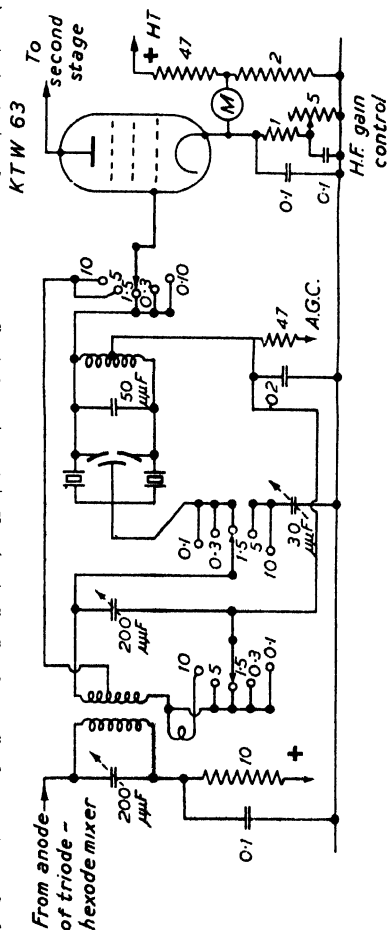 From anode
of triode-
hexode mixer
200
μμF
0·1
10
+
200
μμF
10
5
1·5
0·3
0·1
0·1
0·3
1·5
5
10
30
μμF
50
μμF
0·2
47
A.G.C.
10
5
1·5
0·3
0·10
KTW 63
To
second
stage
+ HT
47
M
2
1
5
0·1
0·1
H.F. gain
control